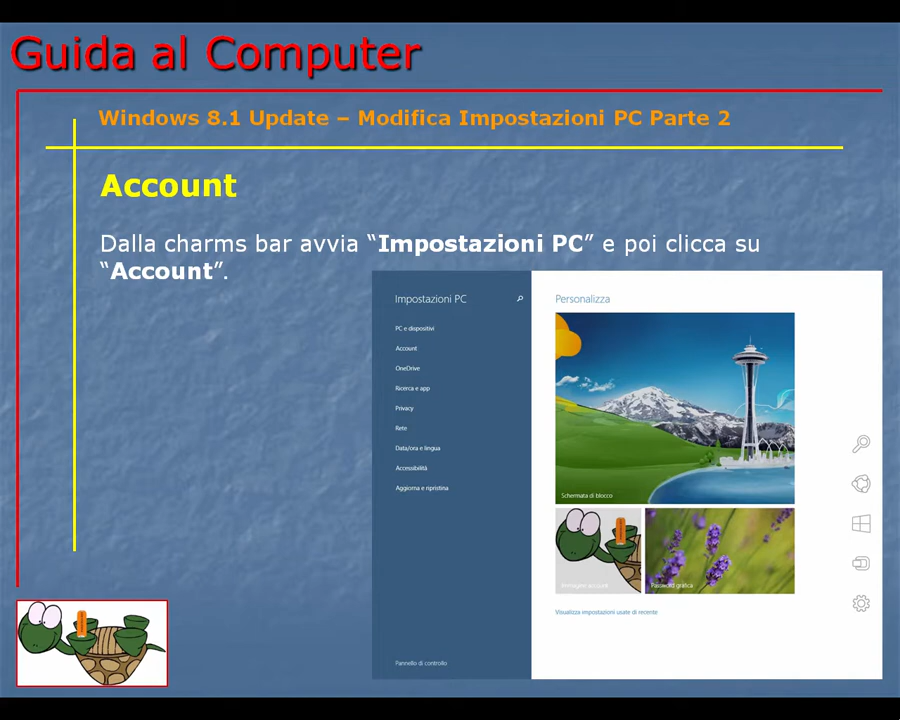 Guida al Computer
Windows 8.1 Update – Modifica Impostazioni PC Parte 2
Account
Dalla charms bar avvia “Impostazioni PC” e poi clicca su
“Account”.
Impostazioni PC
PC e dispositivi
Account
OneDrive
Ricerca e app
Privacy
Rete
Data/ora e lingua
Accessibilità
Aggiorna e ripristina
Pannello di controllo
Personalizza
Schermata di blocco
Immagine account
Password grafica
Visualizza impostazioni usate di recente